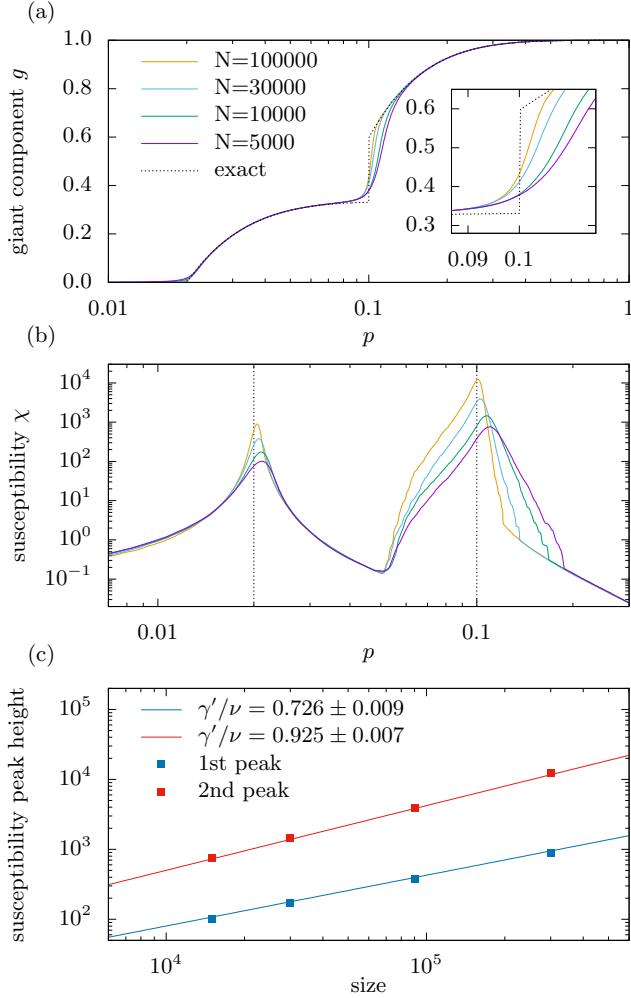 (a)
giant component g
1.0
0.8
0.6
0.4
0.2
0.0
N=100000
N=30000
N=10000
N=5000
exact
0.6
0.5
0.4
0.3
0.09
0.1
0.01
0.1
1
p
(b)
susceptibility χ
10^4
10^3
10^2
10^1
10^0
10^−1
0.01
0.1
p
(c)
susceptibility peak height
10^5
10^4
10^3
10^2
γ′/ν = 0.726 ± 0.009
γ′/ν = 0.925 ± 0.007
1st peak
2nd peak
10^4
10^5
size